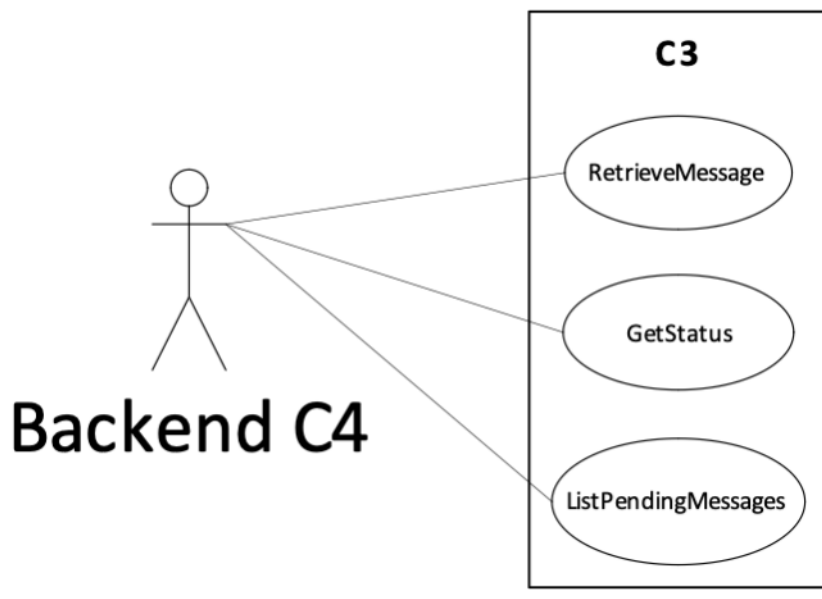 C3
RetrieveMessage
GetStatus
Backend C4
ListPendingMessages